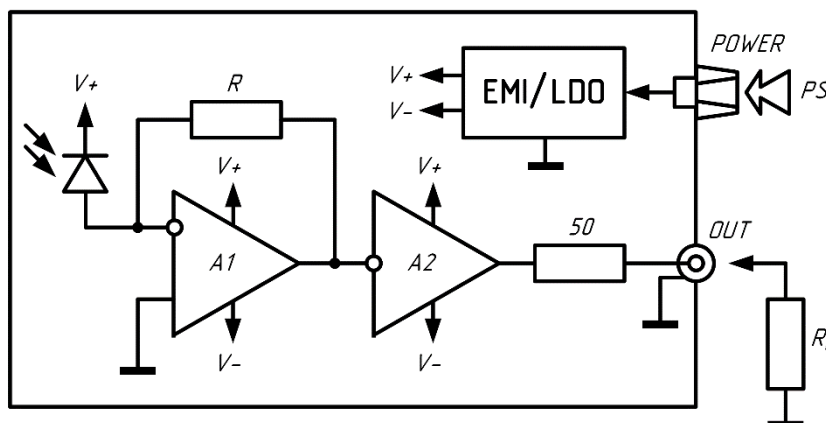 POWER
V+
R
V+
V-
EMI/LDO
PS
V+
V+
50
OUT
A1
A2
V-
V-